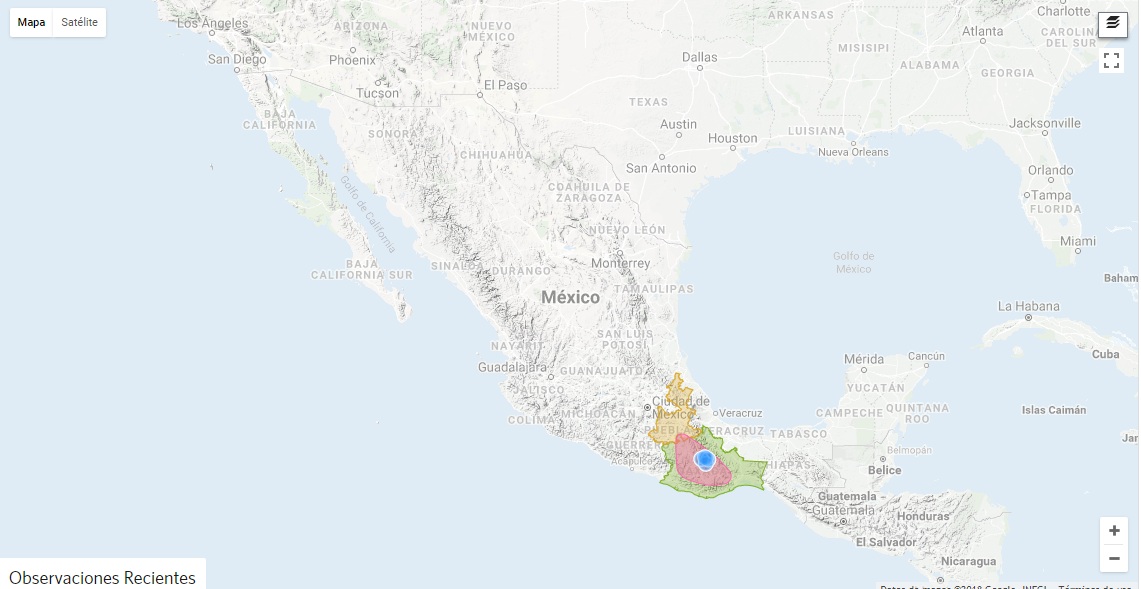 Mapa Satélite
Los Ángeles
ARIZONA
NUEVO
MÉXICO
ARKANSAS
Charlotte
CAROLINA
DEL SUR
Atlanta
MISISIPI
San Diego
Phoenix
Dallas
ALABAMA
GEORGIA
Tucson
El Paso
TEXAS
BAJA
CALIFORNIA
SONORA
Austin
Houston
LUISIANA
Jacksonville
CHIHUAHUA
San Antonio
Nueva Orleans
Orlando
Tampa
FLORIDA
COAHUILA DE
ZARAGOZA
Golfo de California
NUEVO LEÓN
Miami
BAJA
CALIFORNIA SUR
SINALOA
DURANGO
Monterrey
Golfo de
México
Baham
México
TAMAULIPAS
La Habana
SAN LUIS
POTOSÍ
NAYARIT
Cuba
Guadalajara
GUANAJUATO
Mérida
Cancún
JALISCO
YUCATÁN
Ciudad de
México
COLIMA
MICHOACÁN
Veracruz
CAMPECHE
QUINTANA
ROO
Islas Caimán
PUEBLA
VERACRUZ
TABASCO
GUERRERO
Acapulco
CHIAPAS
Belmopán
Belice
Jar
Guatemala
Guatemala
Honduras
El Salvador
Nicaragua
Observaciones Recientes
+
−
Datos de mapas ©2018 Google, INEGI
Términos de uso